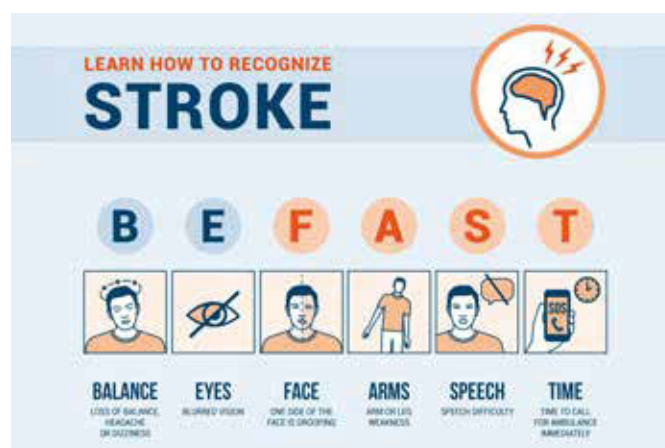 LEARN HOW TO RECOGNIZE
STROKE
B E F A S T
SOS
BALANCE EYES FACE ARMS SPEECH TIME
LOSS OF BALANCE, HEADACHE OR DIZZINESS
BLURRED VISION
ONE SIDE OF THE FACE IS DROOPING
ARM OR LEG WEAKNESS
SPEECH DIFFICULTY
TIME TO CALL FOR AMBULANCE IMMEDIATELY